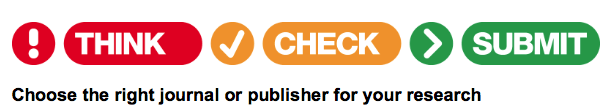 ! THINK ✓ CHECK > SUBMIT
Choose the right journal or publisher for your research